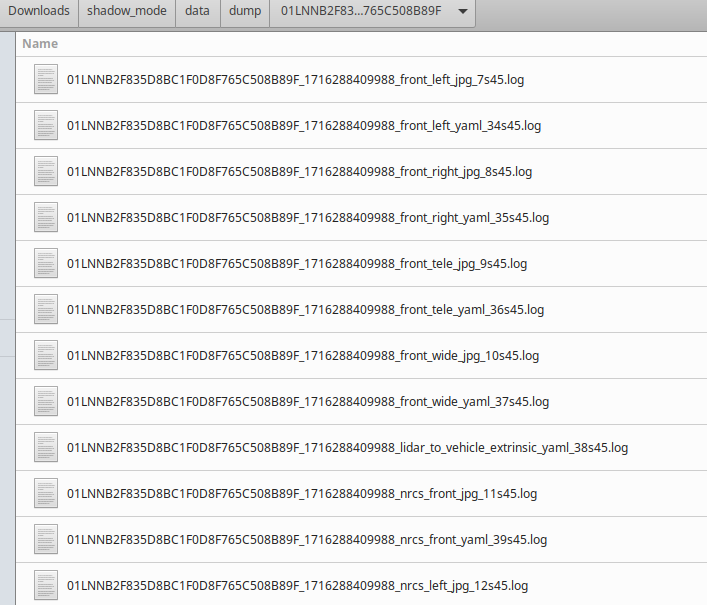 Downloads shadow_mode data dump 01LNNB2F83...765C508B89F
Name
01LNNB2F835D8BC1F0D8F765C508B89F_1716288409988_front_left_jpg_7s45.log
01LNNB2F835D8BC1F0D8F765C508B89F_1716288409988_front_left_yaml_34s45.log
01LNNB2F835D8BC1F0D8F765C508B89F_1716288409988_front_right_jpg_8s45.log
01LNNB2F835D8BC1F0D8F765C508B89F_1716288409988_front_right_yaml_35s45.log
01LNNB2F835D8BC1F0D8F765C508B89F_1716288409988_front_tele_jpg_9s45.log
01LNNB2F835D8BC1F0D8F765C508B89F_1716288409988_front_tele_yaml_36s45.log
01LNNB2F835D8BC1F0D8F765C508B89F_1716288409988_front_wide_jpg_10s45.log
01LNNB2F835D8BC1F0D8F765C508B89F_1716288409988_front_wide_yaml_37s45.log
01LNNB2F835D8BC1F0D8F765C508B89F_1716288409988_lidar_to_vehicle_extrinsic_yaml_38s45.log
01LNNB2F835D8BC1F0D8F765C508B89F_1716288409988_nrcs_front_jpg_11s45.log
01LNNB2F835D8BC1F0D8F765C508B89F_1716288409988_nrcs_front_yaml_39s45.log
01LNNB2F835D8BC1F0D8F765C508B89F_1716288409988_nrcs_left_jpg_12s45.log